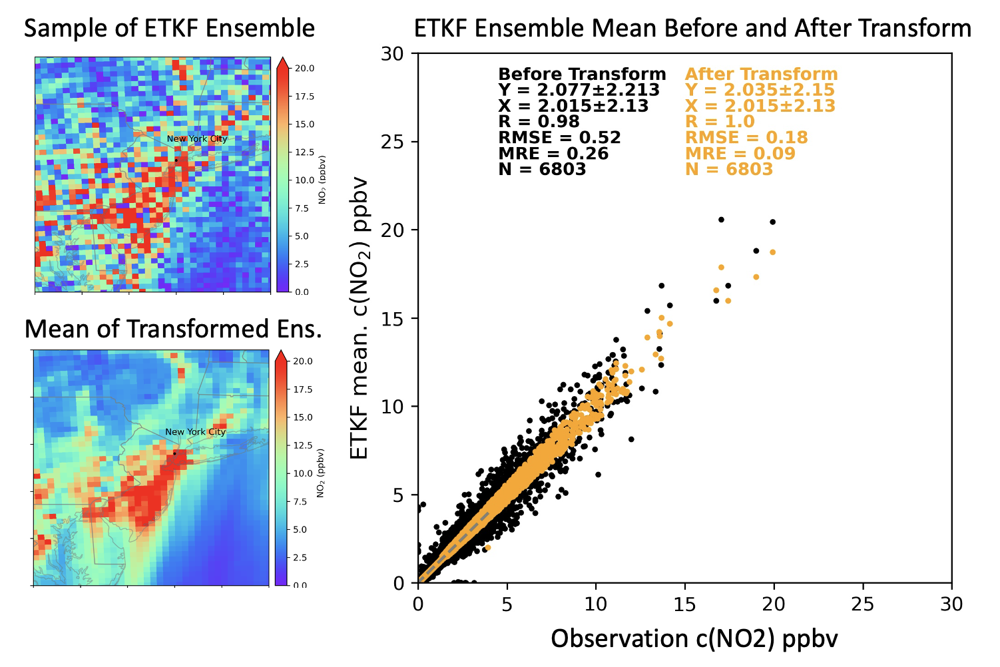 Sample of ETKF Ensemble
New York City
20.0
17.5
15.0
12.5
10.0
7.5
5.0
2.5
0.0
NO₂ (ppbv)
Mean of Transformed Ens.
New York City
20.0
17.5
15.0
12.5
10.0
7.5
5.0
2.5
0.0
NO₂ (ppbv)
ETKF Ensemble Mean Before and After Transform
Before Transform
Y = 2.077±2.213
X = 2.015±2.13
R = 0.98
RMSE = 0.52
MRE = 0.26
N = 6803
After Transform
Y = 2.035±2.15
X = 2.015±2.13
R = 1.0
RMSE = 0.18
MRE = 0.09
N = 6803
ETKF mean. c(NO₂) ppbv
30
25
20
15
10
5
0
0 5 10 15 20 25 30
Observation c(NO2) ppbv